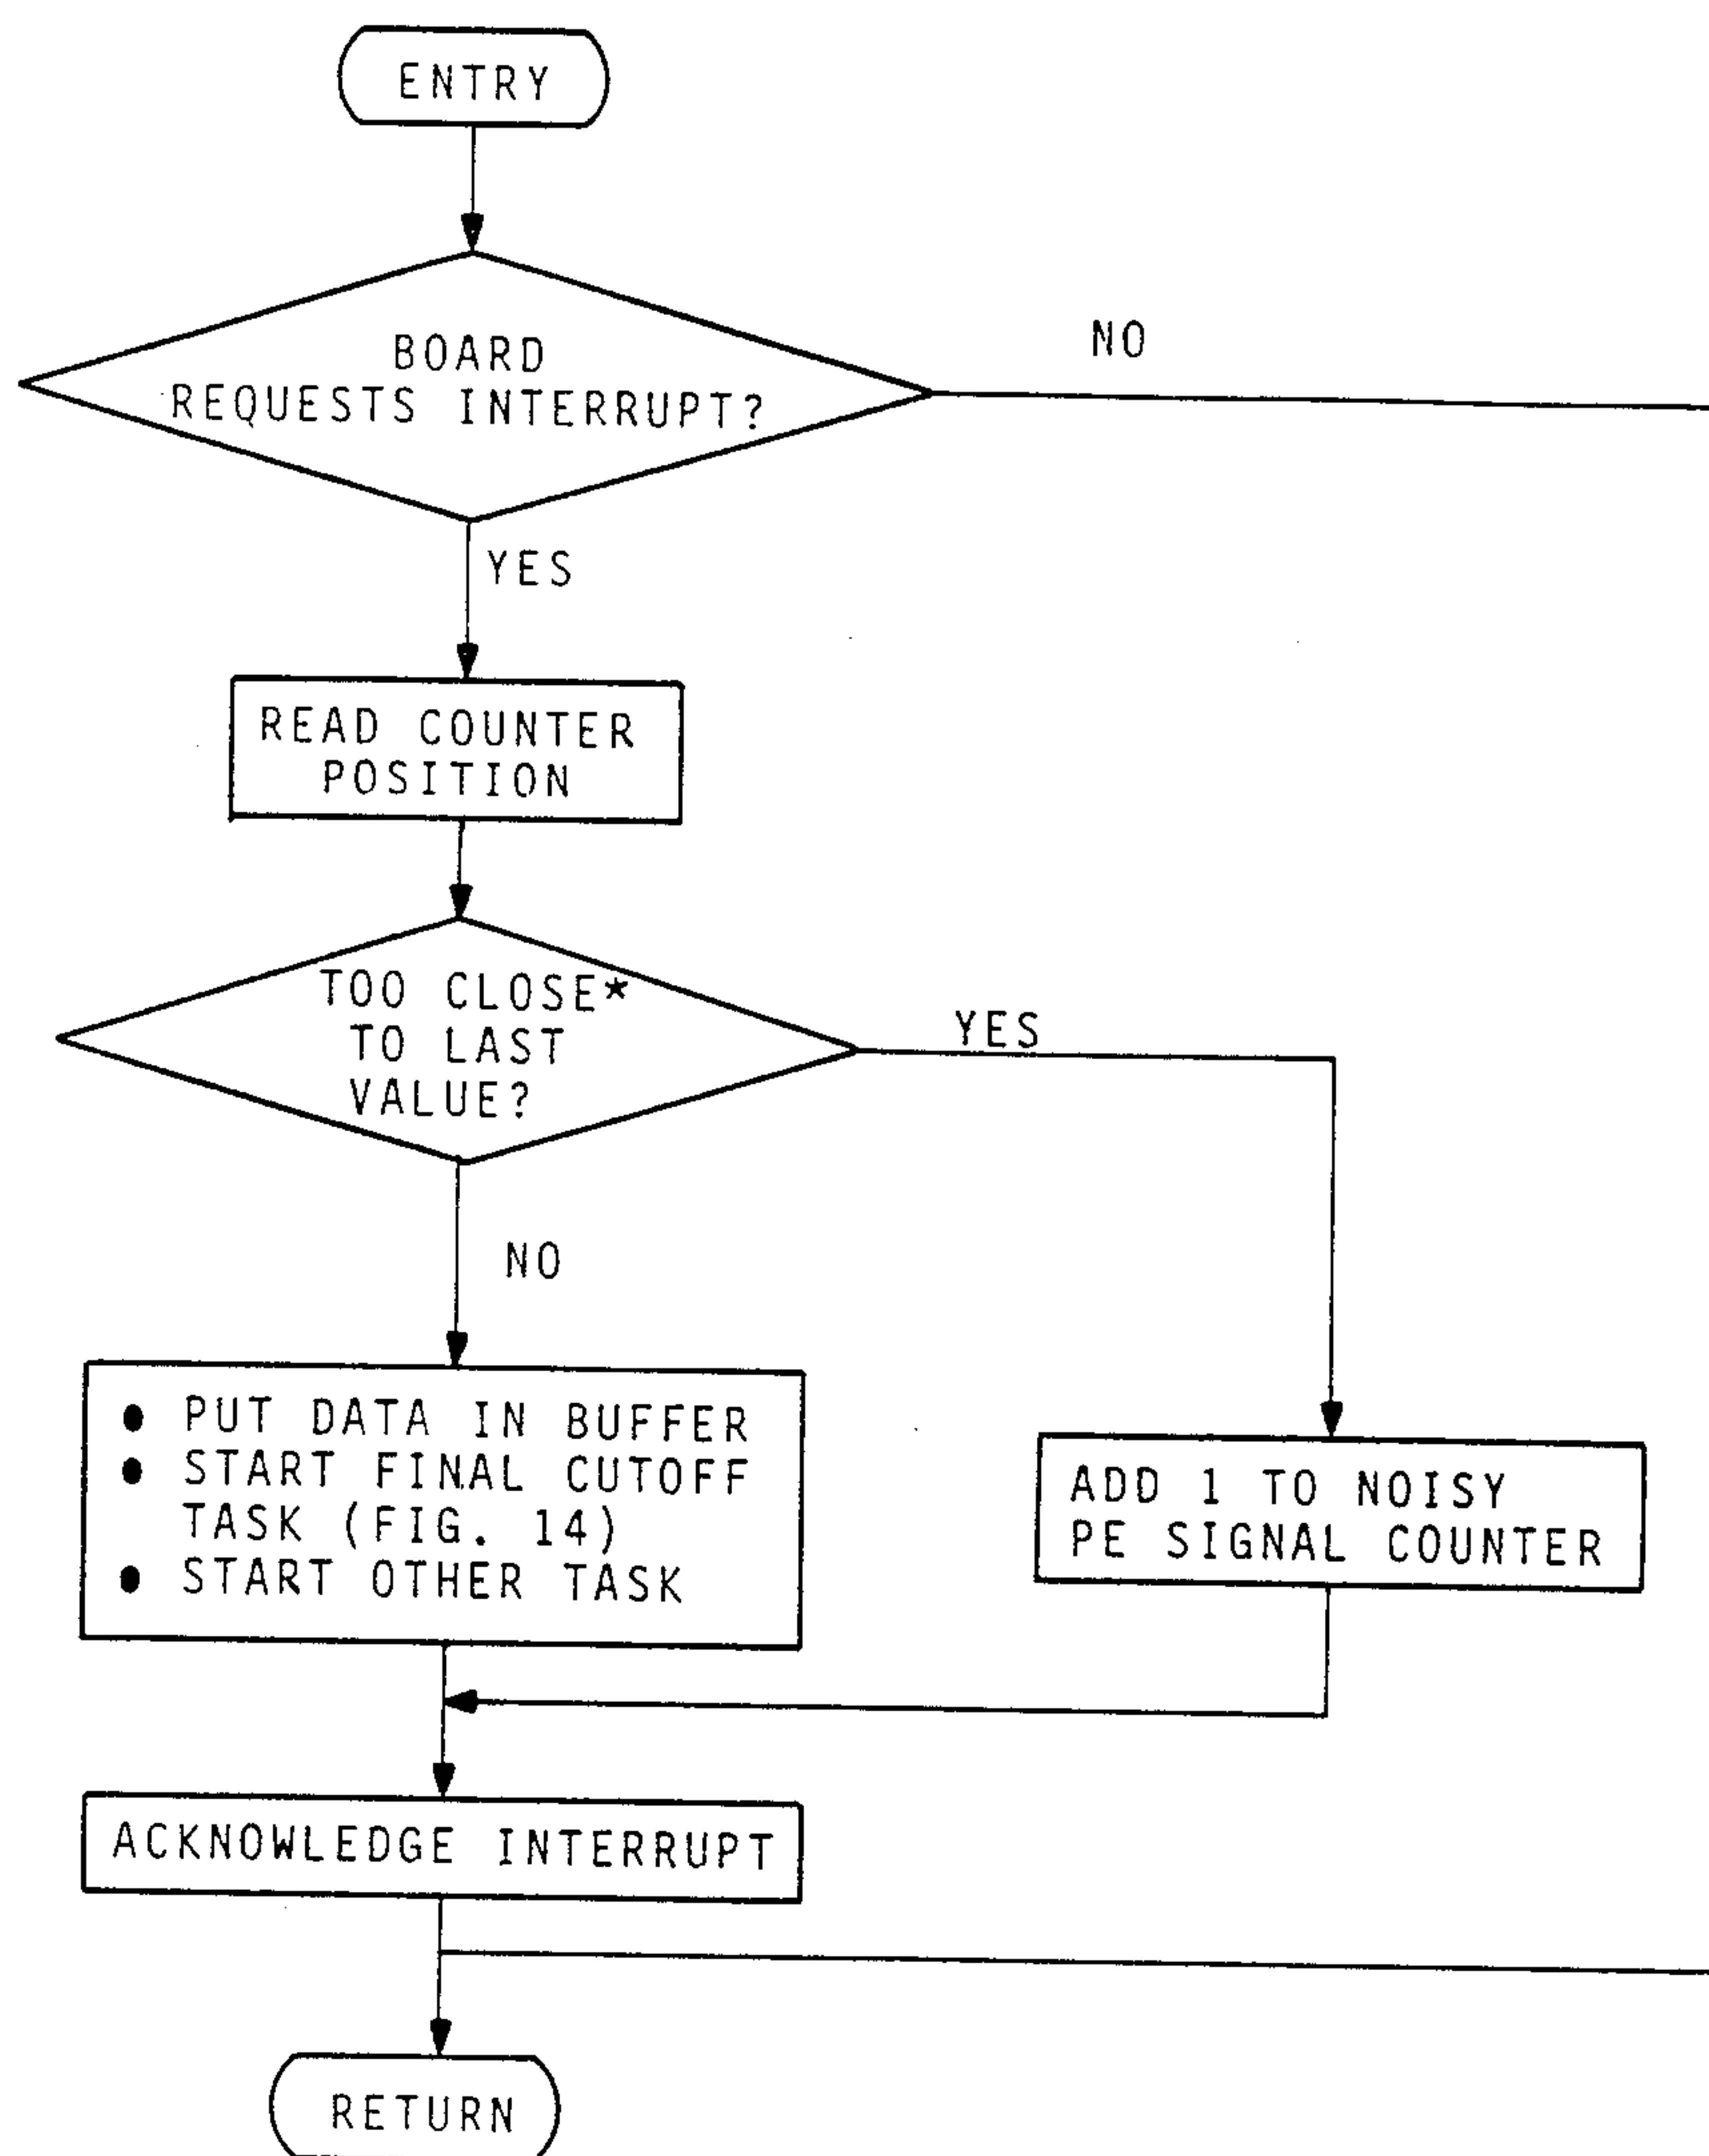 ENTRY
BOARD
REQUESTS INTERRUPT?
NO
YES
READ COUNTER
POSITION
TOO CLOSE*
TO LAST
VALUE?
YES
NO
● PUT DATA IN BUFFER
● START FINAL CUTOFF
TASK (FIG. 14)
● START OTHER TASK
ADD 1 TO NOISY
PE SIGNAL COUNTER
ACKNOWLEDGE INTERRUPT
RETURN